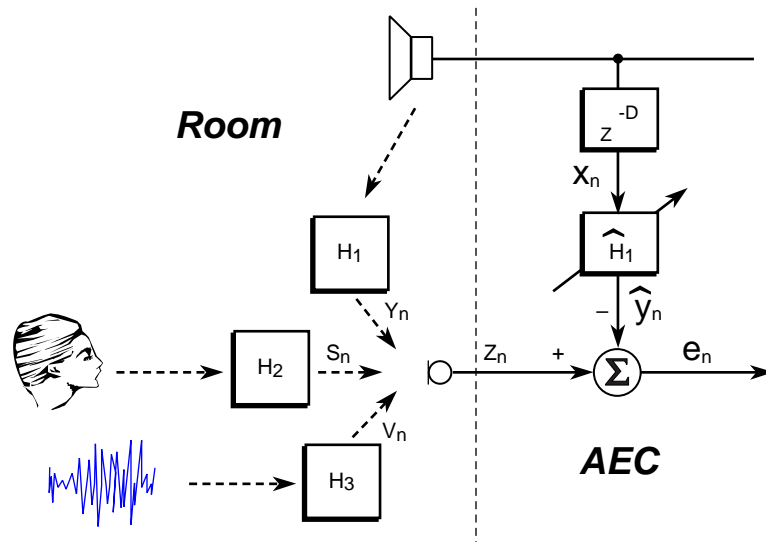 Room
z^-D
x_n
H_1
Ĥ_1
Y_n
− ŷ_n
H_2
S_n
Z_n
+
Σ
e_n
V_n
H_3
AEC